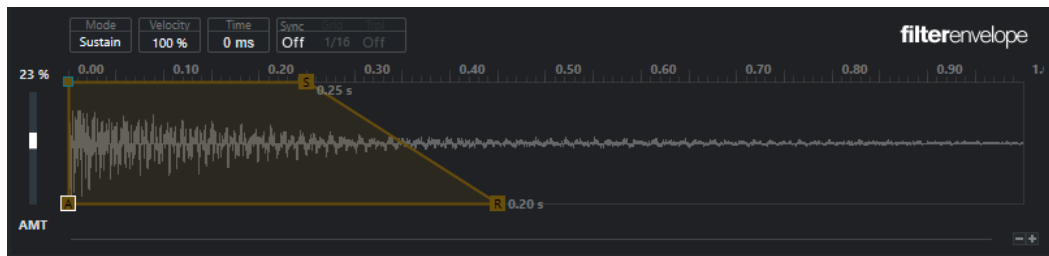 Mode Velocity Time Sync Grid Tripl
Sustain 100 % 0 ms Off 1/16 Off
filterenvelope
23 % 0.00 0.10 0.20 0.30 0.40 0.50 0.60 0.70 0.80 0.90
S
0.25 s
A R 0.20 s
AMT